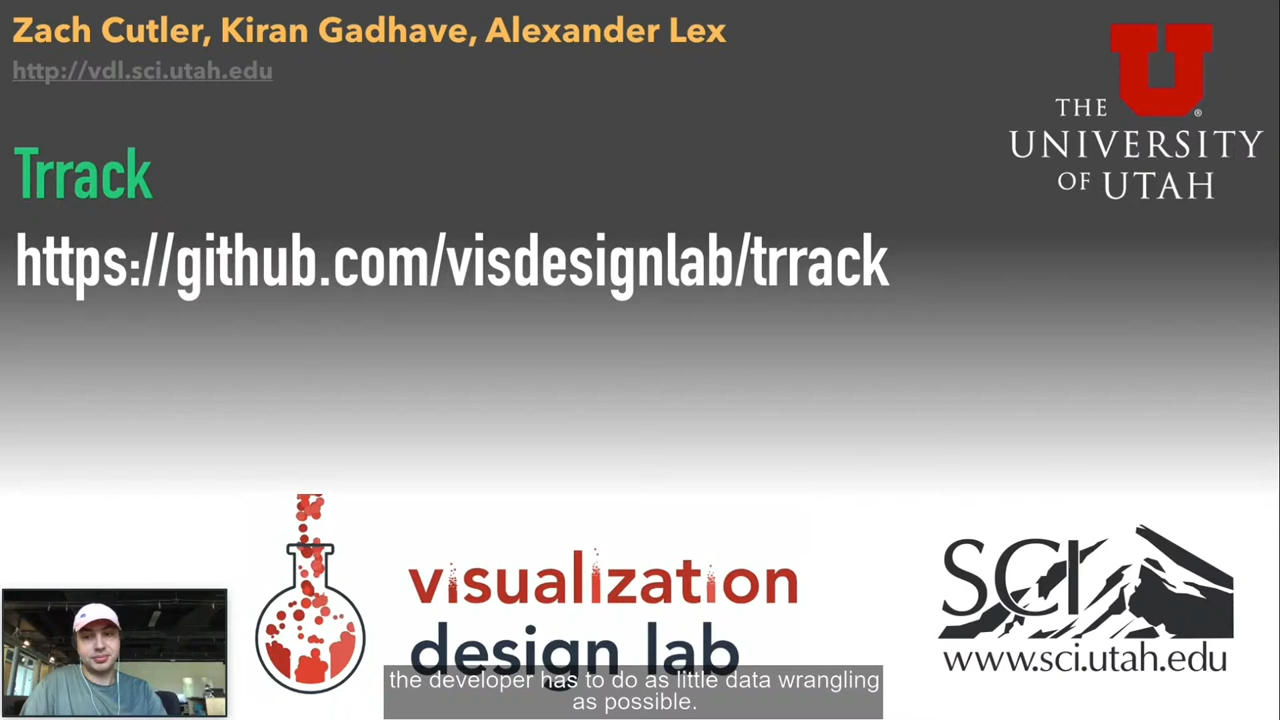 Zach Cutler, Kiran Gadhave, Alexander Lex
http://vdl.sci.utah.edu
U
®
THE
UNIVERSITY
OF UTAH
Trrack
https://github.com/visdesignlab/trrack
visualization
design lab
SCI
www.sci.utah.edu
the developer has to do as little data wrangling
as possible.